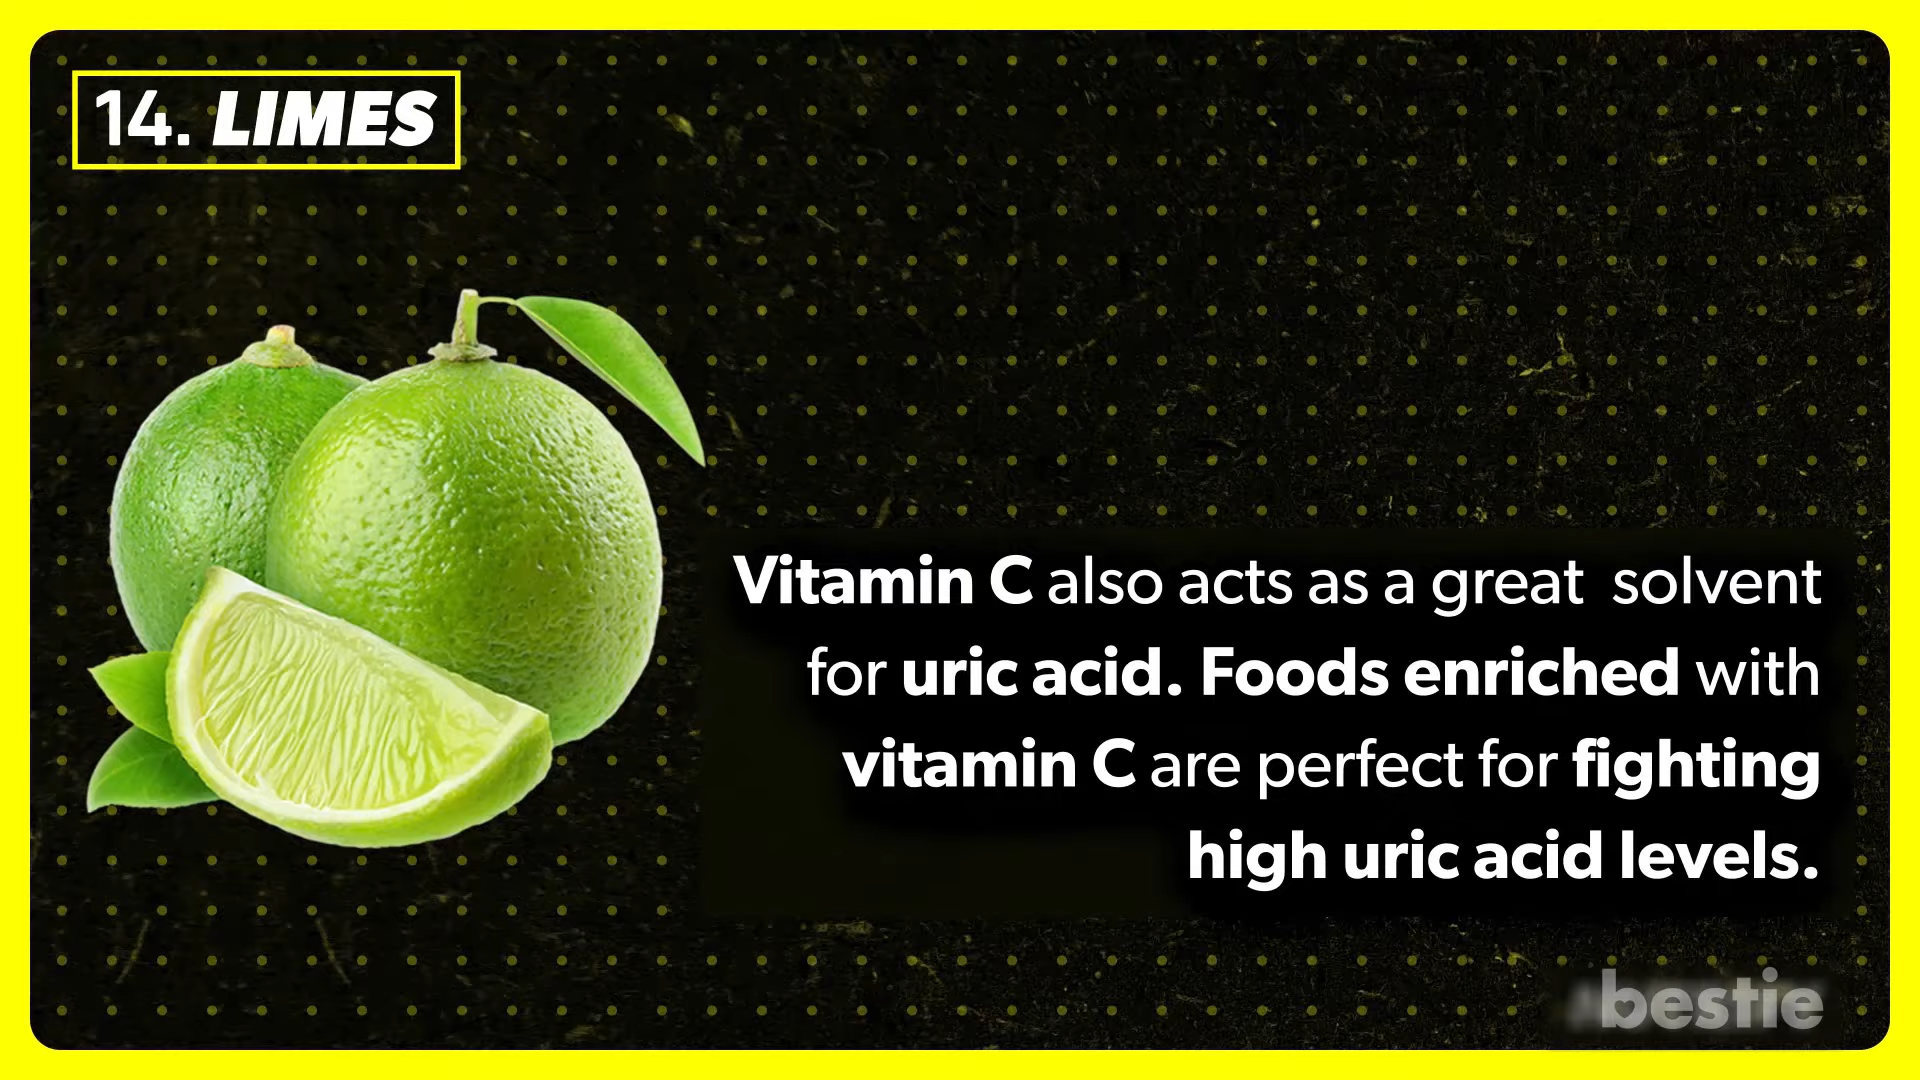 14. LIMES
Vitamin C also acts as a great solvent
for uric acid. Foods enriched with
vitamin C are perfect for fighting
high uric acid levels.
bestie